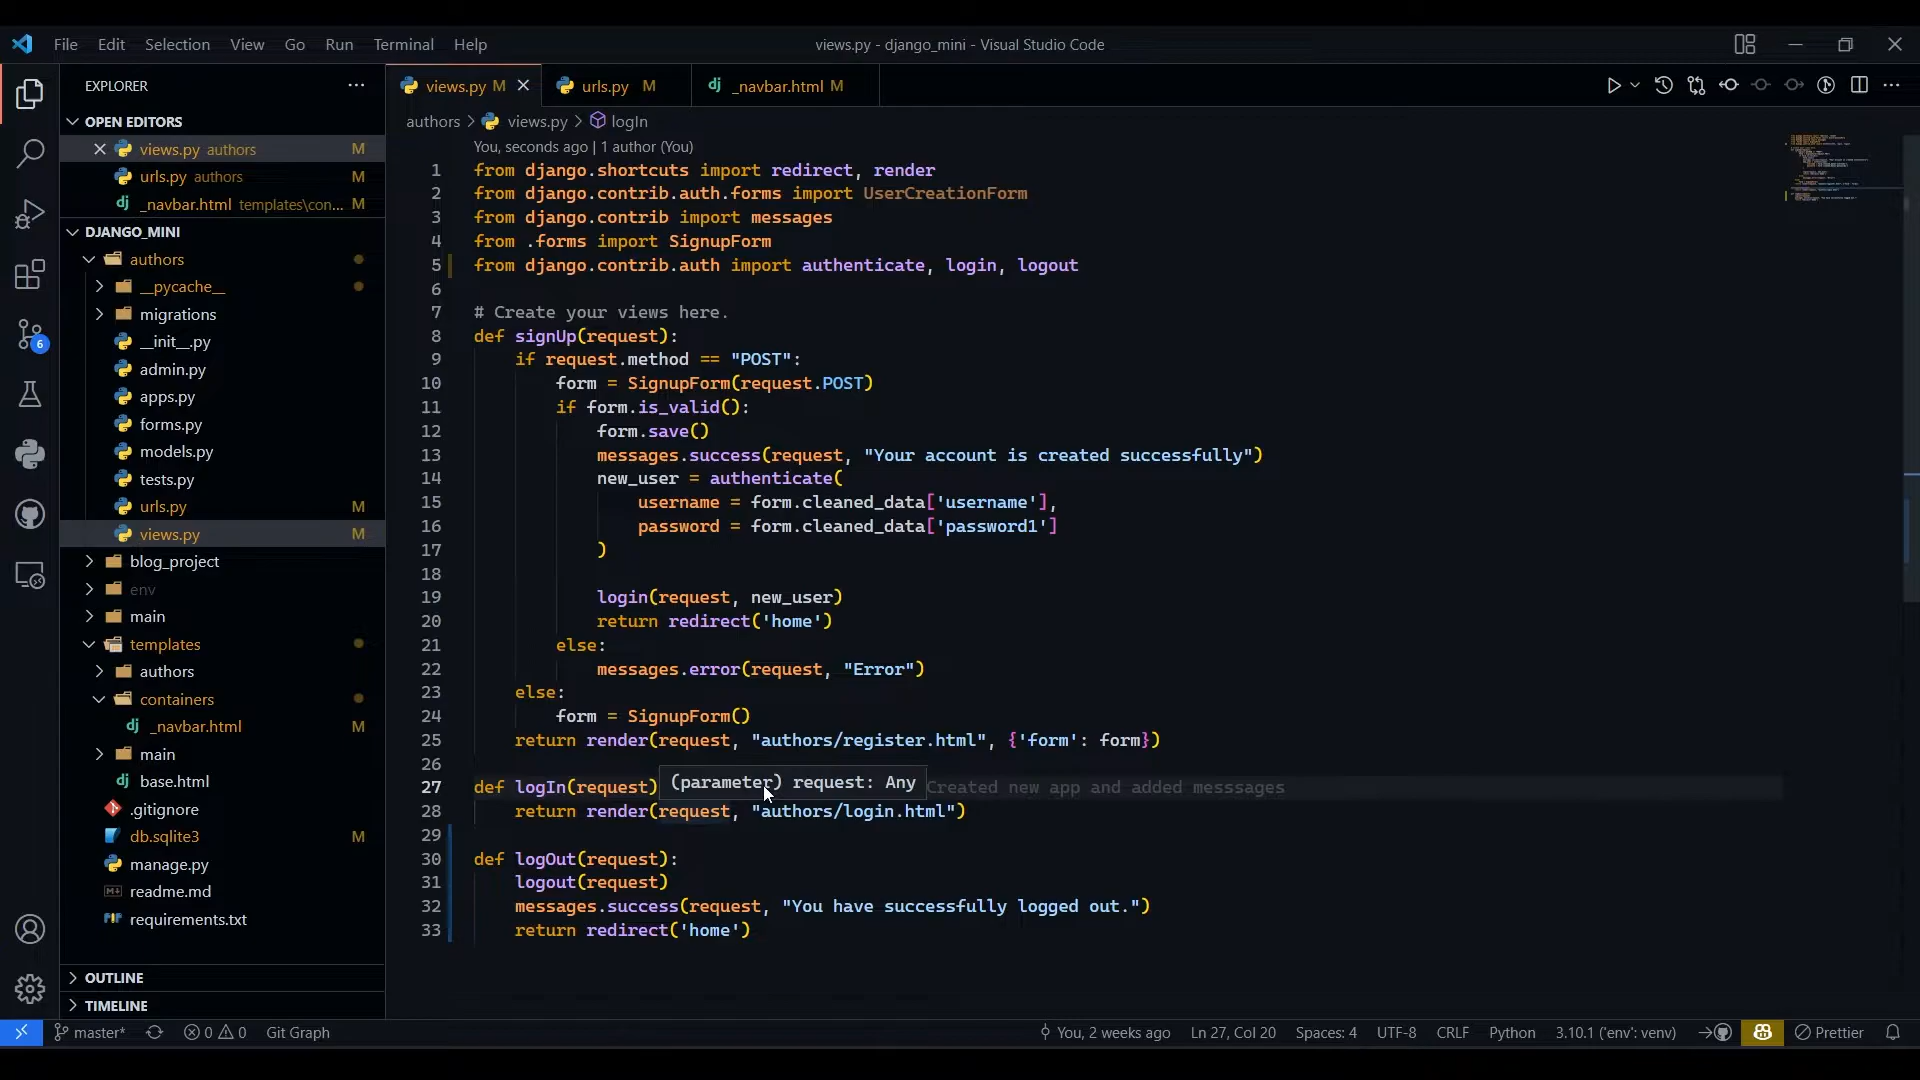 File Edit Selection View Go Run Terminal Help
views.py - django_mini - Visual Studio Code
EXPLORER
OPEN EDITORS
views.py authors M
urls.py authors M
_navbar.html templates\con... M
DJANGO_MINI
authors
__pycache__
migrations
__init__.py
admin.py
apps.py
forms.py
models.py
tests.py
urls.py M
views.py M
blog_project
env
main
templates
authors
containers
_navbar.html M
main
base.html
.gitignore
db.sqlite3 M
manage.py
readme.md
requirements.txt
OUTLINE
TIMELINE
6
views.py M urls.py M _navbar.html M
authors > views.py > logIn
You, seconds ago | 1 author (You)
1 from django.shortcuts import redirect, render
2 from django.contrib.auth.forms import UserCreationForm
3 from django.contrib import messages
4 from .forms import SignupForm
5 from django.contrib.auth import authenticate, login, logout
6
7 # Create your views here.
8 def signUp(request):
9 if request.method == "POST":
10 form = SignupForm(request.POST)
11 if form.is_valid():
12 form.save()
13 messages.success(request, "Your account is created successfully")
14 new_user = authenticate(
15 username = form.cleaned_data['username'],
16 password = form.cleaned_data['password1']
17 )
18
19 login(request, new_user)
20 return redirect('home')
21 else:
22 messages.error(request, "Error")
23 else:
24 form = SignupForm()
25 return render(request, "authors/register.html", {'form': form})
26
27 def logIn(request) (parameter) request: Any Created new app and added messsages
28 return render(request, "authors/login.html")
29
30 def logOut(request):
31 logout(request)
32 messages.success(request, "You have successfully logged out.")
33 return redirect('home')
master* 0 0 Git Graph You, 2 weeks ago Ln 27, Col 20 Spaces: 4 UTF-8 CRLF Python 3.10.1 ('env': venv) Prettier